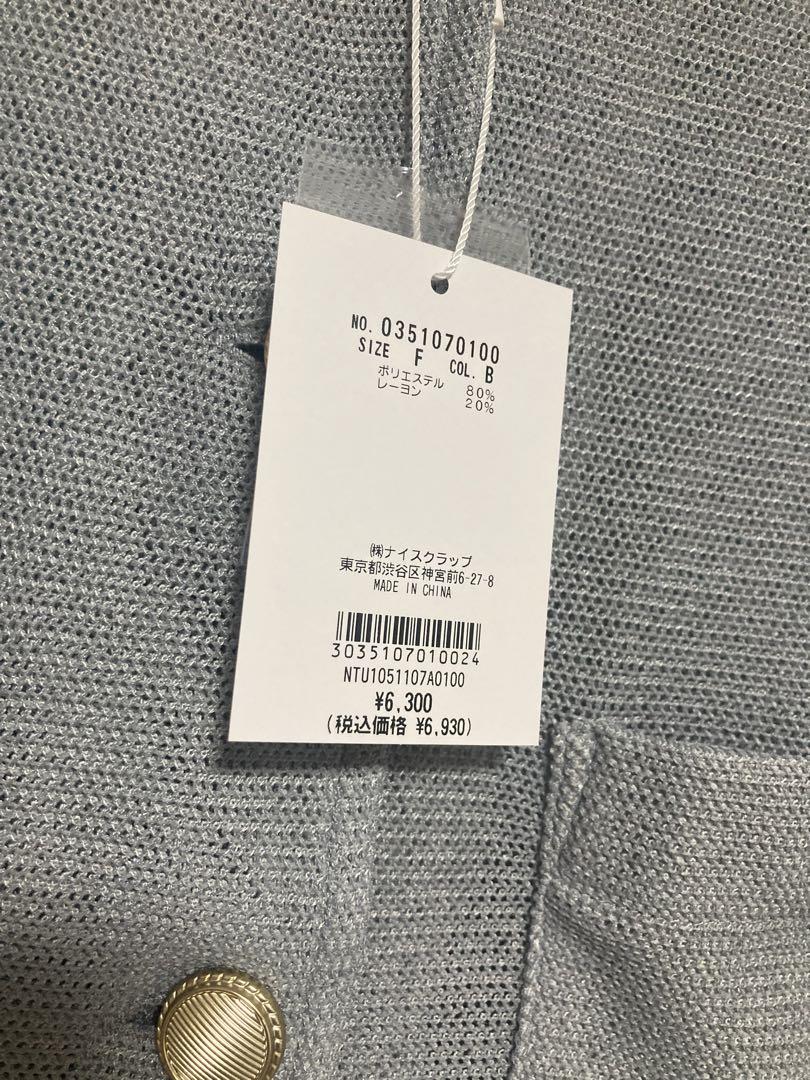 NO. 0351070100
SIZE F COL. B
ポリエステル 80%
レーヨン 20%
㈱ナイスクラップ
東京都渋谷区神宮前6-27-8
MADE IN CHINA
3035107010024
NTU1051107A0100
¥6,300
(税込価格 ¥6,930)